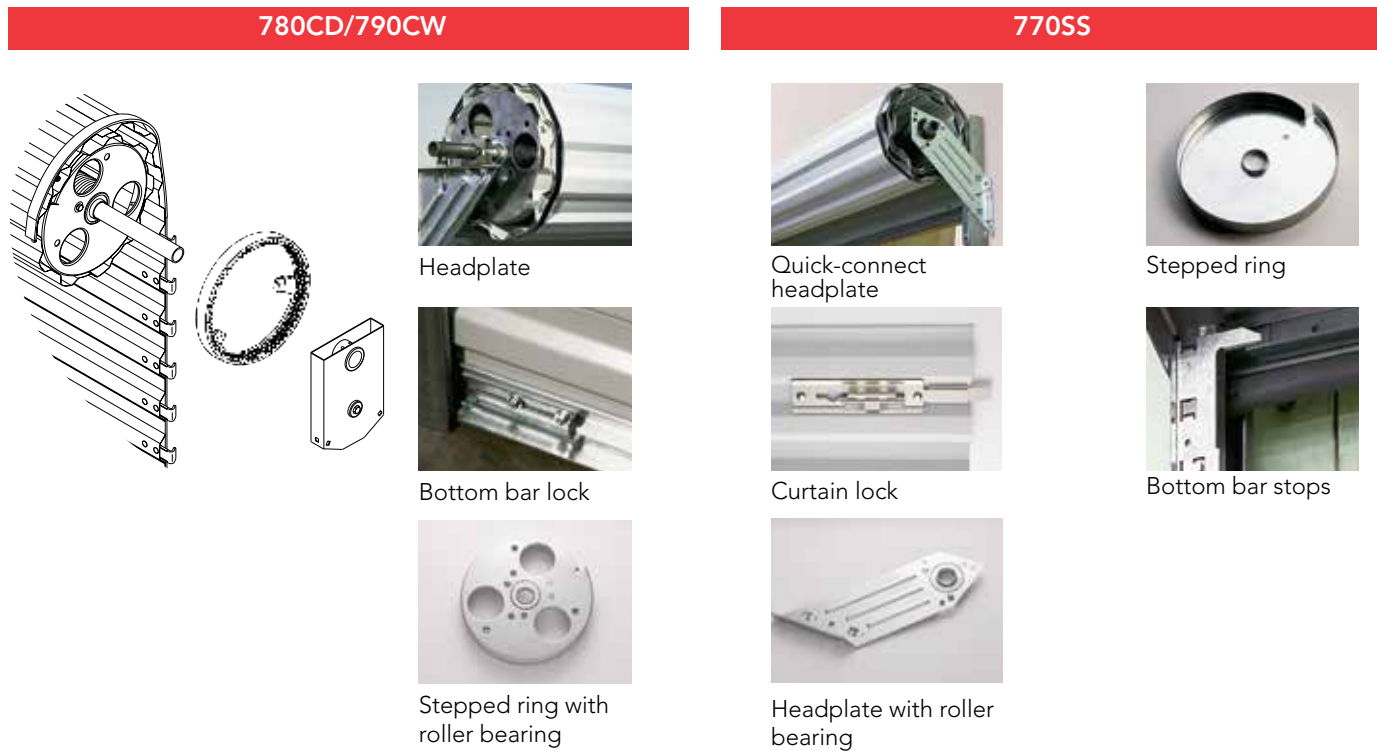 780CD/790CW
Headplate
Bottom bar lock
Stepped ring with
roller bearing
770SS
Quick-connect
headplate
Stepped ring
Curtain lock
Bottom bar stops
Headplate with roller
bearing